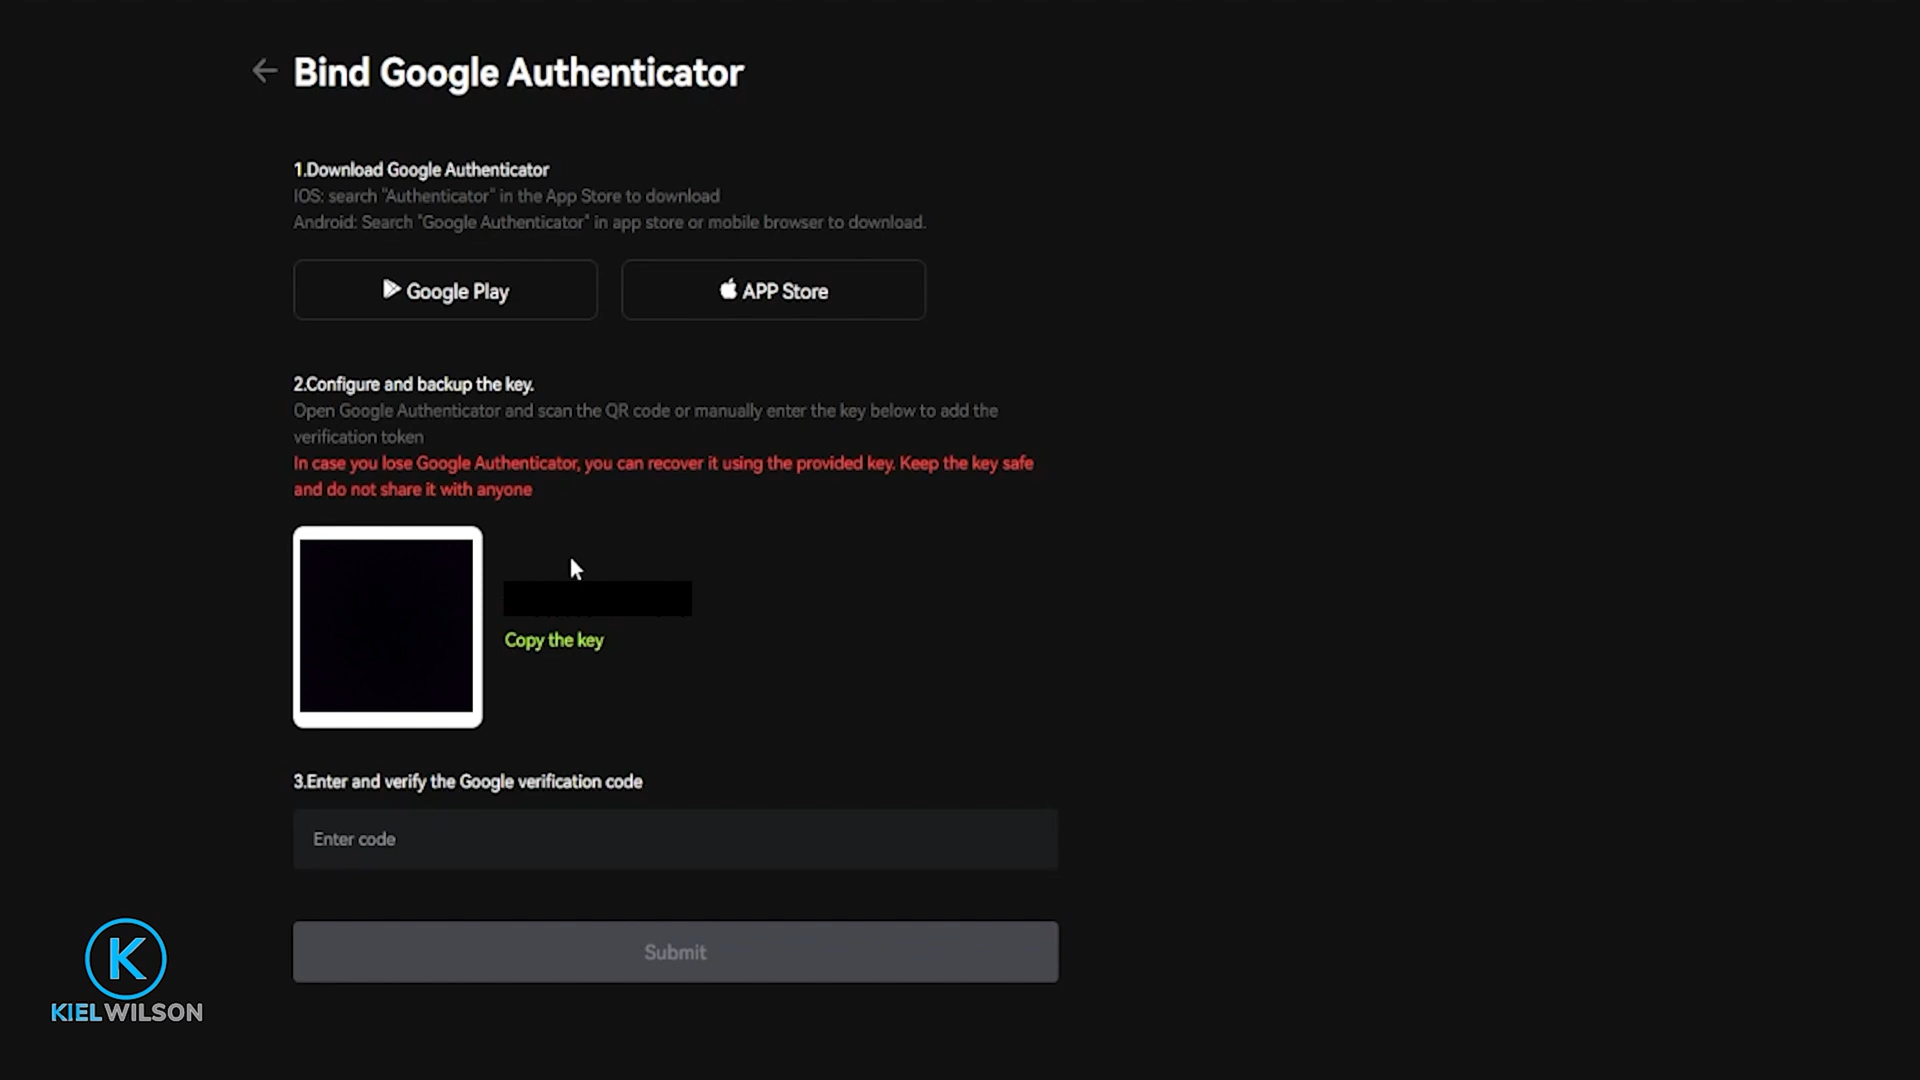 Bind Google Authenticator
1.Download Google Authenticator
IOS: search "Authenticator" in the App Store to download
Android: Search "Google Authenticator" in app store or mobile browser to download.
Google Play
APP Store
2.Configure and backup the key.
Open Google Authenticator and scan the QR code or manually enter the key below to add the
verification token
In case you lose Google Authenticator, you can recover it using the provided key. Keep the key safe
and do not share it with anyone
Copy the key
3.Enter and verify the Google verification code
Enter code
Submit
K
KIELWILSON